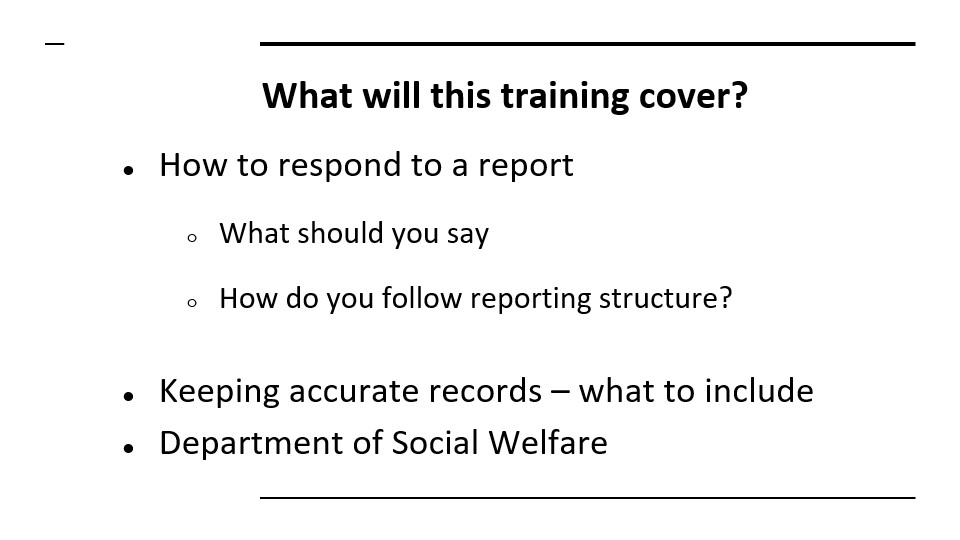 What will this training cover?
• How to respond to a report
○ What should you say
○ How do you follow reporting structure?
• Keeping accurate records – what to include
• Department of Social Welfare